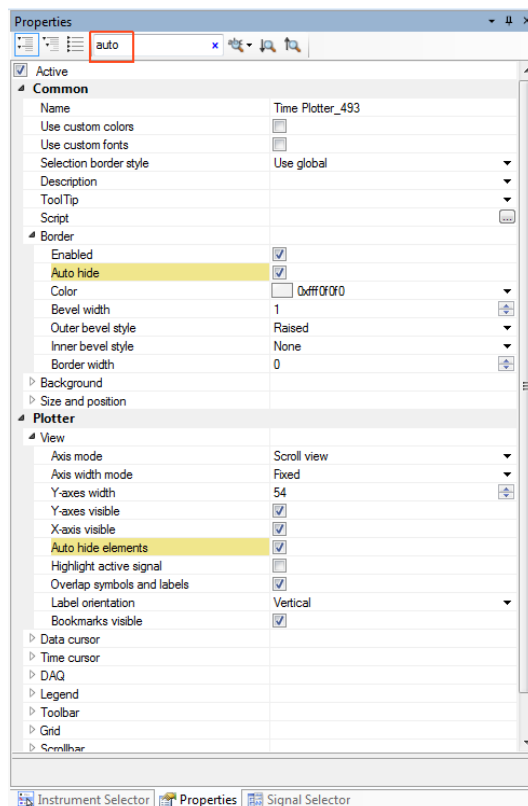 Properties
auto
Active
Common
Name Time Plotter_493
Use custom colors
Use custom fonts
Selection border style Use global
Description
ToolTip
Script ...
Border
Enabled
Auto hide
Color 0xfff0f0f0
Bevel width 1
Outer bevel style Raised
Inner bevel style None
Border width 0
Background
Size and position
Plotter
View
Axis mode Scroll view
Axis width mode Fixed
Y-axes width 54
Y-axes visible
X-axis visible
Auto hide elements
Highlight active signal
Overlap symbols and labels
Label orientation Vertical
Bookmarks visible
Data cursor
Time cursor
DAQ
Legend
Toolbar
Grid
Scrollbar
Instrument Selector Properties Signal Selector